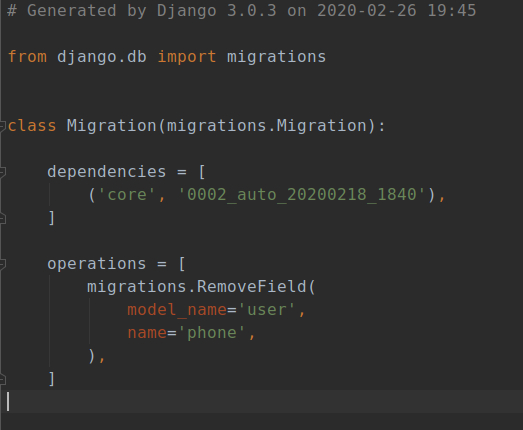 # Generated by Django 3.0.3 on 2020-02-26 19:45
from django.db import migrations
class Migration(migrations.Migration):
dependencies = [
('core', '0002_auto_20200218_1840'),
]
operations = [
migrations.RemoveField(
model_name='user',
name='phone',
),
]